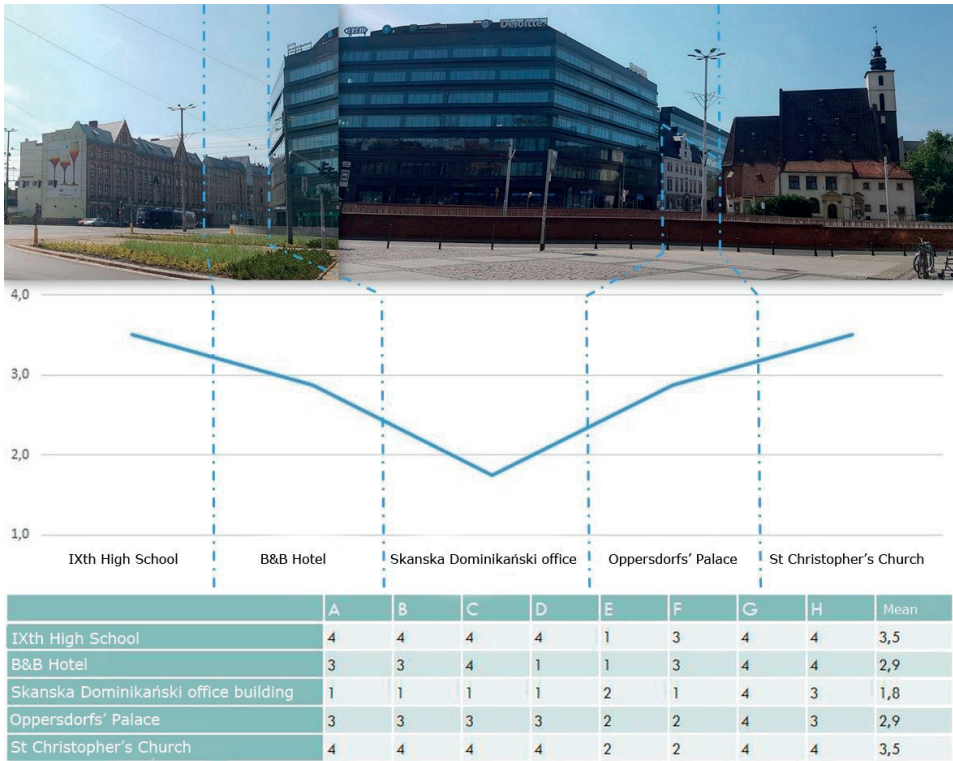 epam
Deloitte.
4,0
3,0
2,0
1,0
IXth High School B&B Hotel Skanska Dominikański office Oppersdorfs' Palace St Christopher's Church
A B C D E F G H Mean
IXth High School 4 4 4 4 1 3 4 4 3,5
B&B Hotel 3 3 4 1 1 3 4 4 2,9
Skanska Dominikański office building 1 1 1 1 2 1 4 3 1,8
Oppersdorfs' Palace 3 3 3 3 2 2 4 3 2,9
St Christopher's Church 4 4 4 4 2 2 4 4 3,5